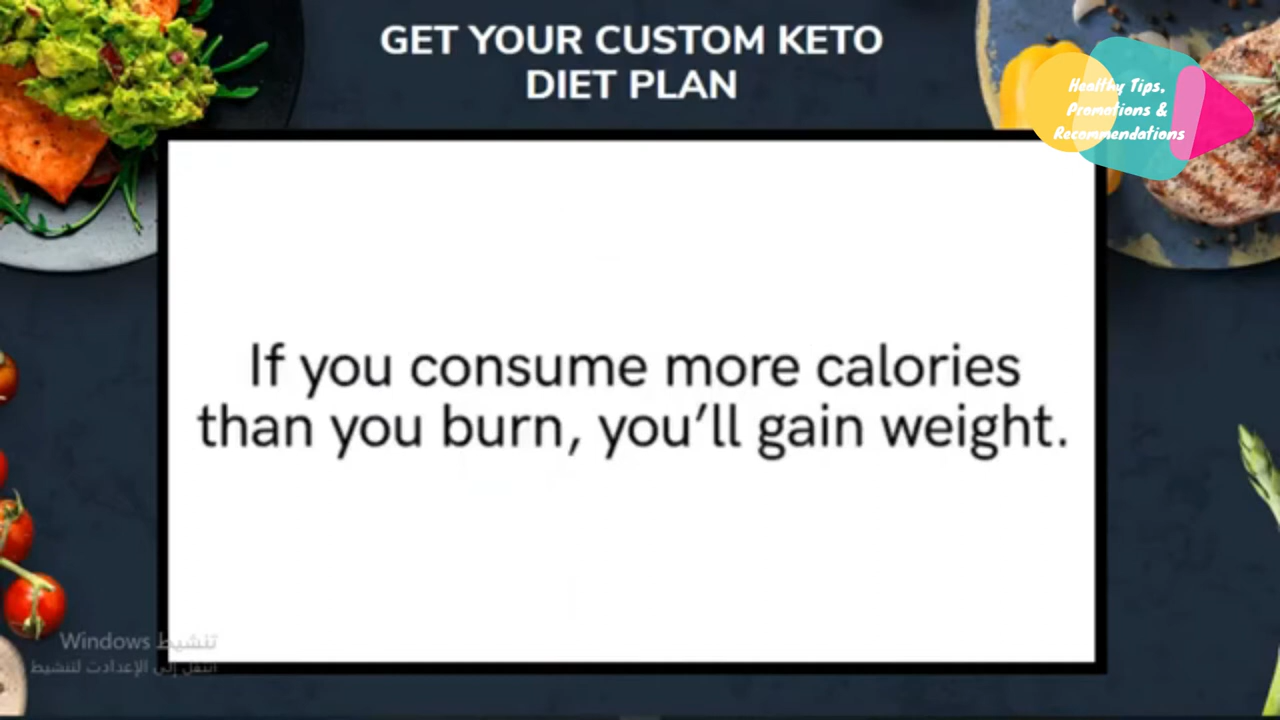 GET YOUR CUSTOM KETO
DIET PLAN
Healthy Tips,
Promotions &
Recommendations
If you consume more calories
than you burn, you’ll gain weight.
تنشيط Windows
انتقل إلى الإعدادت لتنشيط